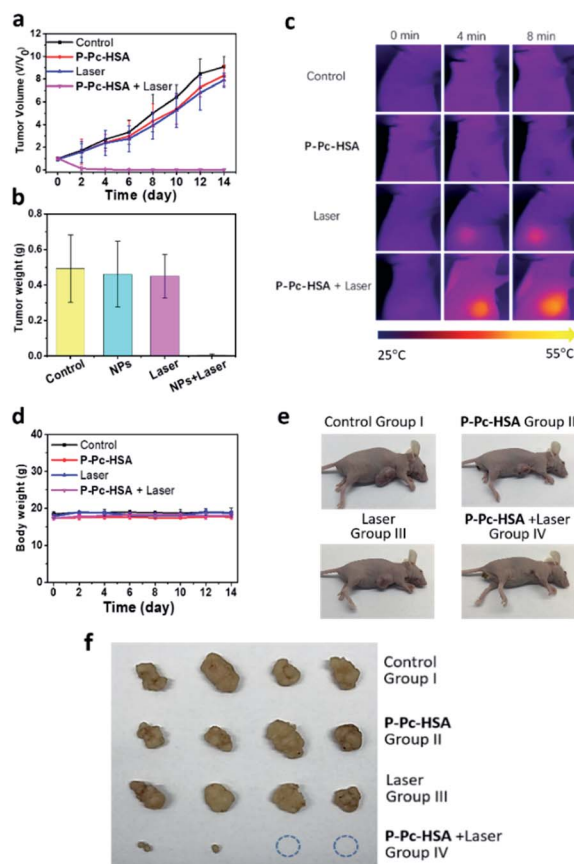 a
Tumor Volume (V/V0)
12
10
8
6
4
2
0
Control
P-Pc-HSA
Laser
P-Pc-HSA + Laser
0 2 4 6 8 10 12 14
Time (day)
b
Tumor weight (g)
0.8
0.6
0.4
0.2
0.0
Control NPs Laser NPs+Laser
c
0 min 4 min 8 min
Control
P-Pc-HSA
Laser
P-Pc-HSA + Laser
25°C 55°C
d
Body weight (g)
40
30
20
10
0
Control
P-Pc-HSA
Laser
P-Pc-HSA + Laser
0 2 4 6 8 10 12 14
Time (day)
e
Control Group I P-Pc-HSA Group II
Laser P-Pc-HSA +Laser
Group III Group IV
f
Control
Group I
P-Pc-HSA
Group II
Laser
Group III
P-Pc-HSA +Laser
Group IV